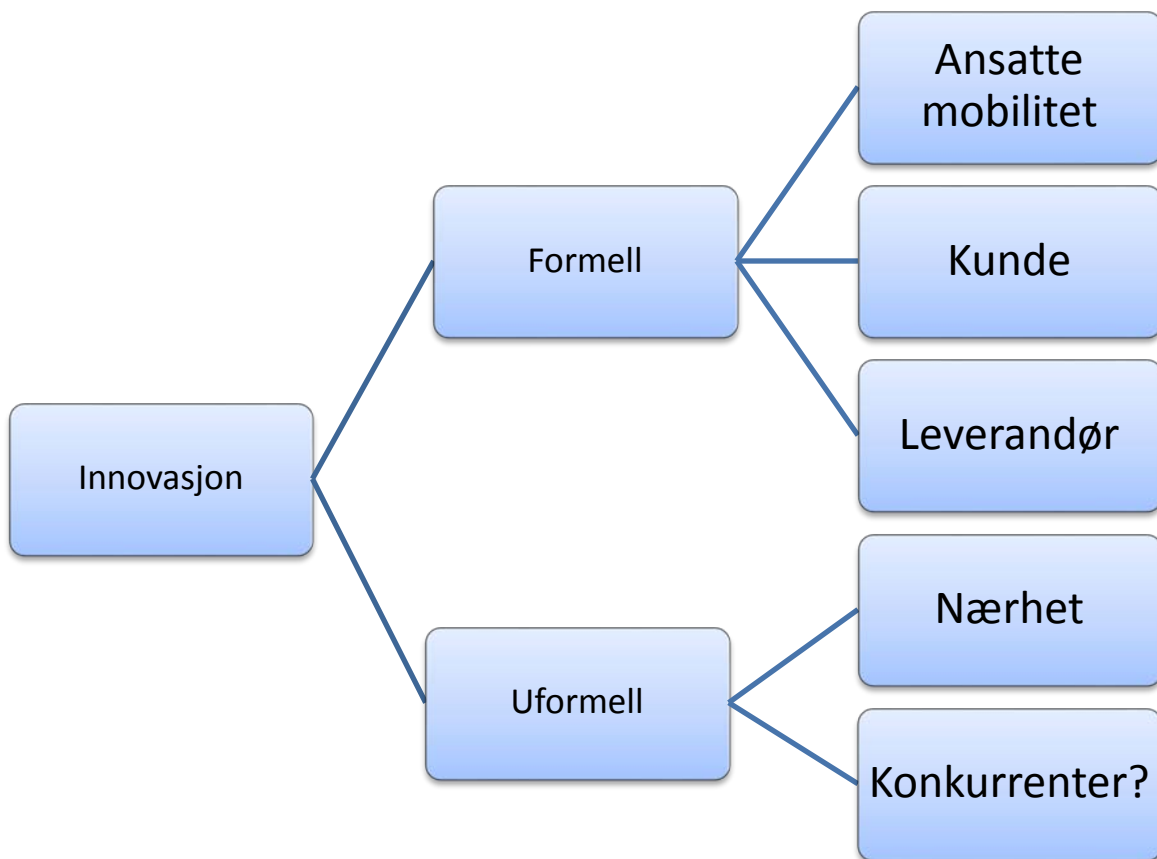 Ansatte
mobilitet
Formell
Kunde
Leverandør
Innovasjon
Nærhet
Uformell
Konkurrenter?